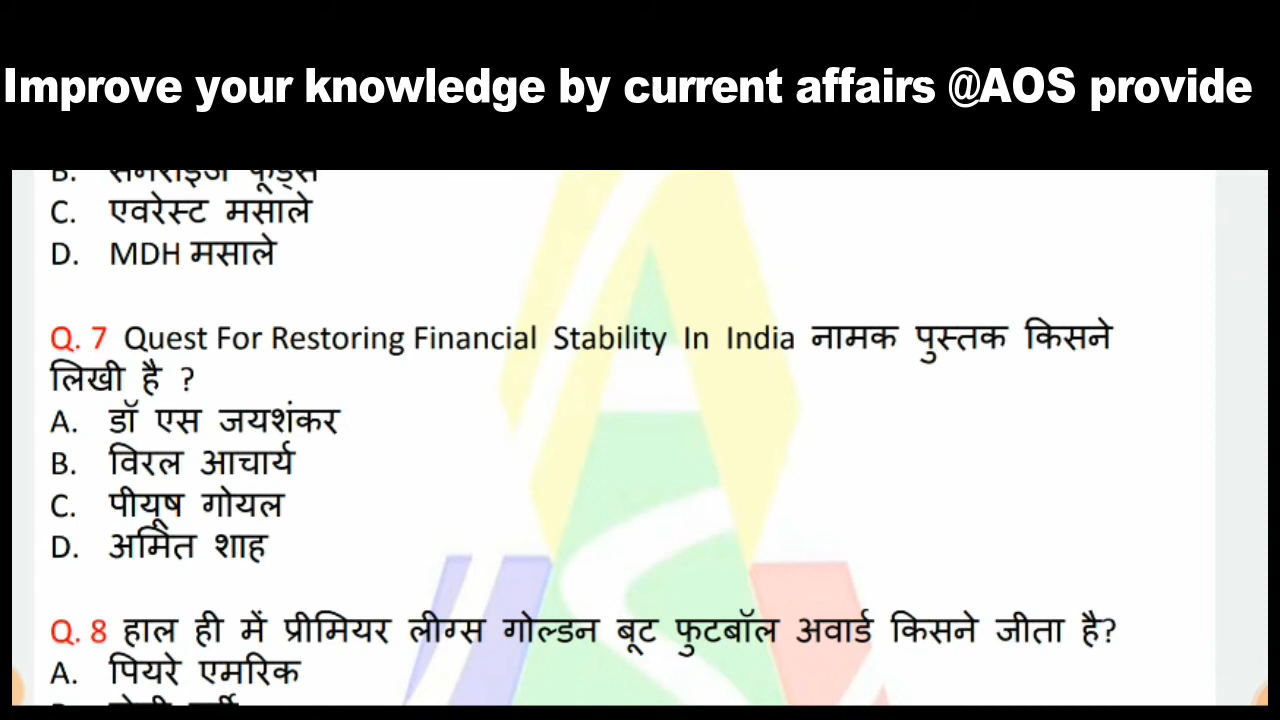 Improve your knowledge by current affairs @AOS provide
B. सनराइज फूड्स
C. एवरेस्ट मसाले
D. MDH मसाले
Q. 7 Quest For Restoring Financial Stability In India नामक पुस्तक किसने
लिखी है ?
A. डॉ एस जयशंकर
B. विरल आचार्य
C. पीयूष गोयल
D. अमित शाह
Q. 8 हाल ही में प्रीमियर लीग्स गोल्डन बूट फुटबॉल अवार्ड किसने जीता है?
A. पियरे एमरिक